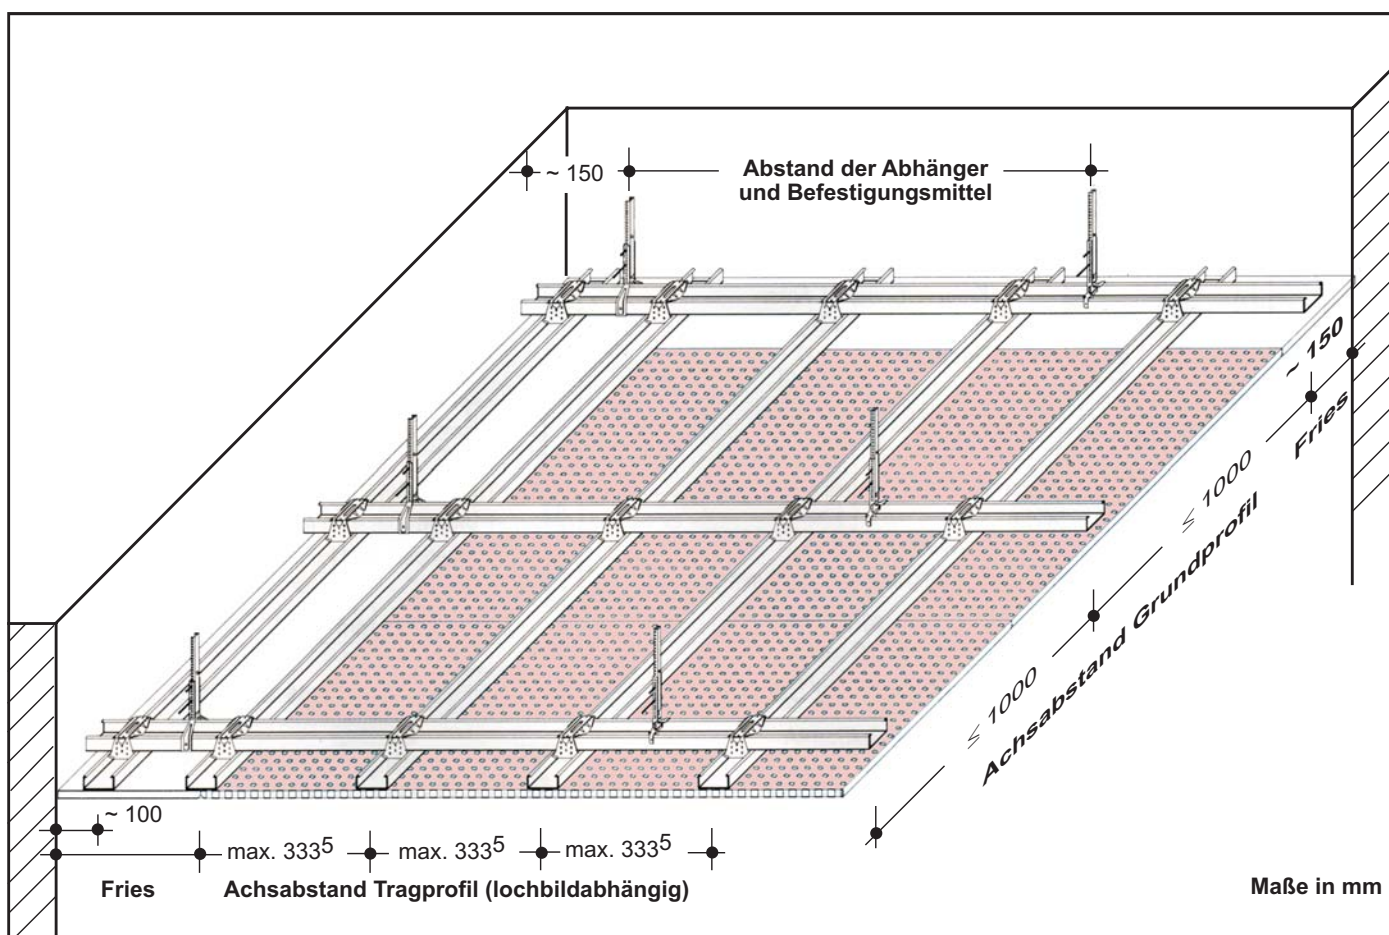 ~ 150
Abstand der Abhänger
und Befestigungsmittel
~ 150
Fries
≤ 1000
≤ 1000
Achsabstand Grundprofil
~ 100
max. 333⁵
max. 333⁵
max. 333⁵
Fries
Achsabstand Tragprofil (lochbildabhängig)
Maße in mm